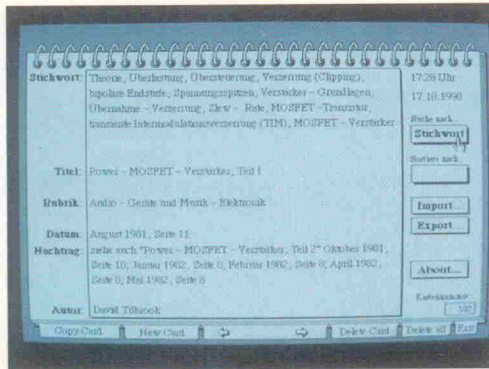 Stichwort: Theorie, Überlastung, Übersteuerung, Verzerrung (Clipping),
bipolare Endstufe, Spannungsspitzen, Verstärker - Grundlagen,
Übernahme - Verzerrung, Slew - Rate, MOSFET - Transistor,
transiente Intermodulationsverzerrung (TIM), MOSFET - Verstärker
Titel: Power - MOSFET - Verstärker, Teil 1
Rubrik: Audio - Geräte und Musik - Elektronik
Datum: August 1981, Seite 11
Nachtrag: siehe auch "Power - MOSFET - Verstärker, Teil 2" Oktober 1981,
Seite 10, Januar 1982, Seite 8, Februar 1982, Seite 8, April 1982,
Seite 8, Mai 1982, Seite 8
Autor: David Tilbrook
17:28 Uhr
17.10.1990
Suche nach...
Stichwort
Sortiere nach...
Import...
Export...
About...
Kartennummer
Copy Card New Card Delete Card Delete all Exit